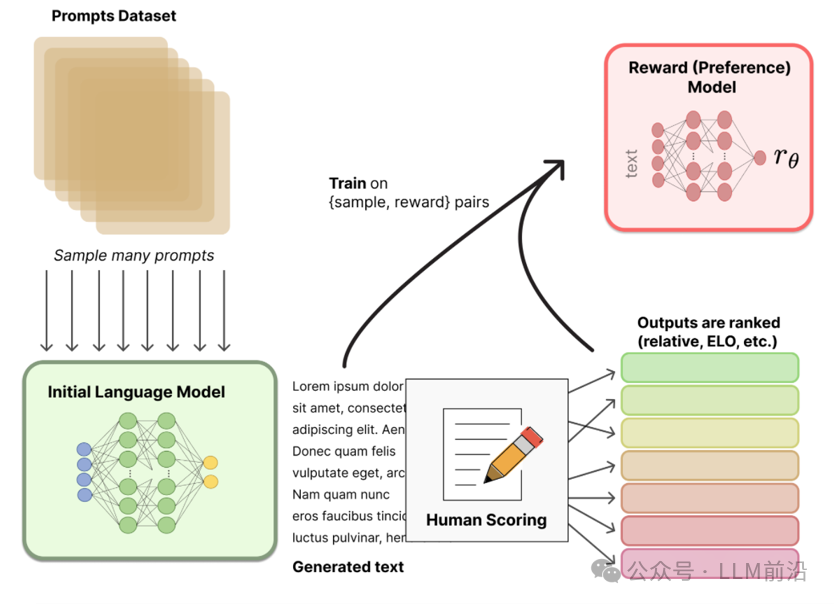 Prompts Dataset
Sample many prompts
Initial Language Model
Train on
{sample, reward} pairs
Reward (Preference)
Model
text
rθ
Lorem ipsum dolor
sit amet, consectet
adipiscing elit. Aen
Donec quam felis
vulputate eget, arc
Nam quam nunc
eros faucibus tincid
luctus pulvinar, her
Generated text
Human Scoring
Outputs are ranked
(relative, ELO, etc.)
公众号 · LLM前沿